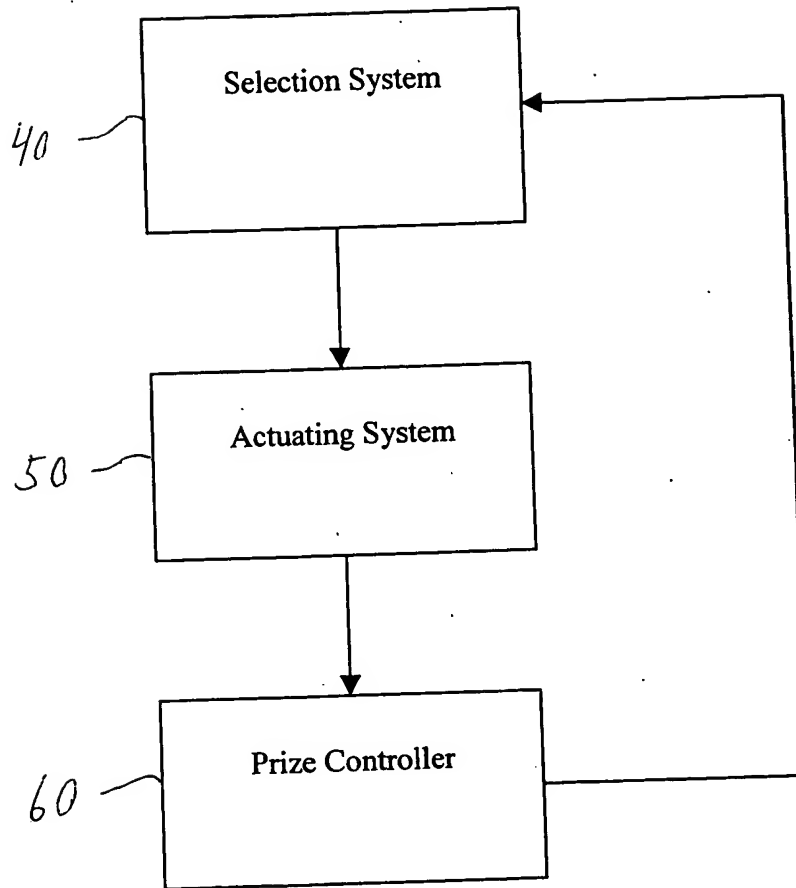 Selection System
40
Actuating System
50
Prize Controller
60